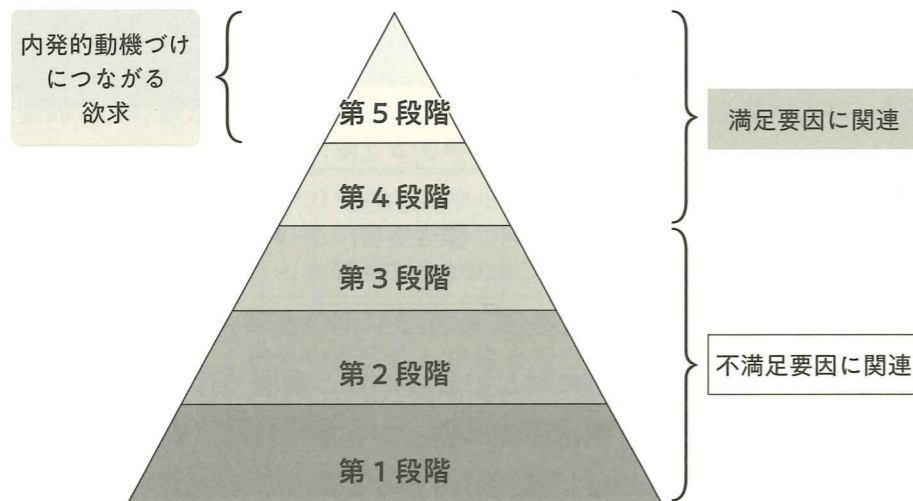 内発的動機づけ
につながる
欲求
第5段階
満足要因に関連
第4段階
第3段階
第2段階
不満足要因に関連
第1段階